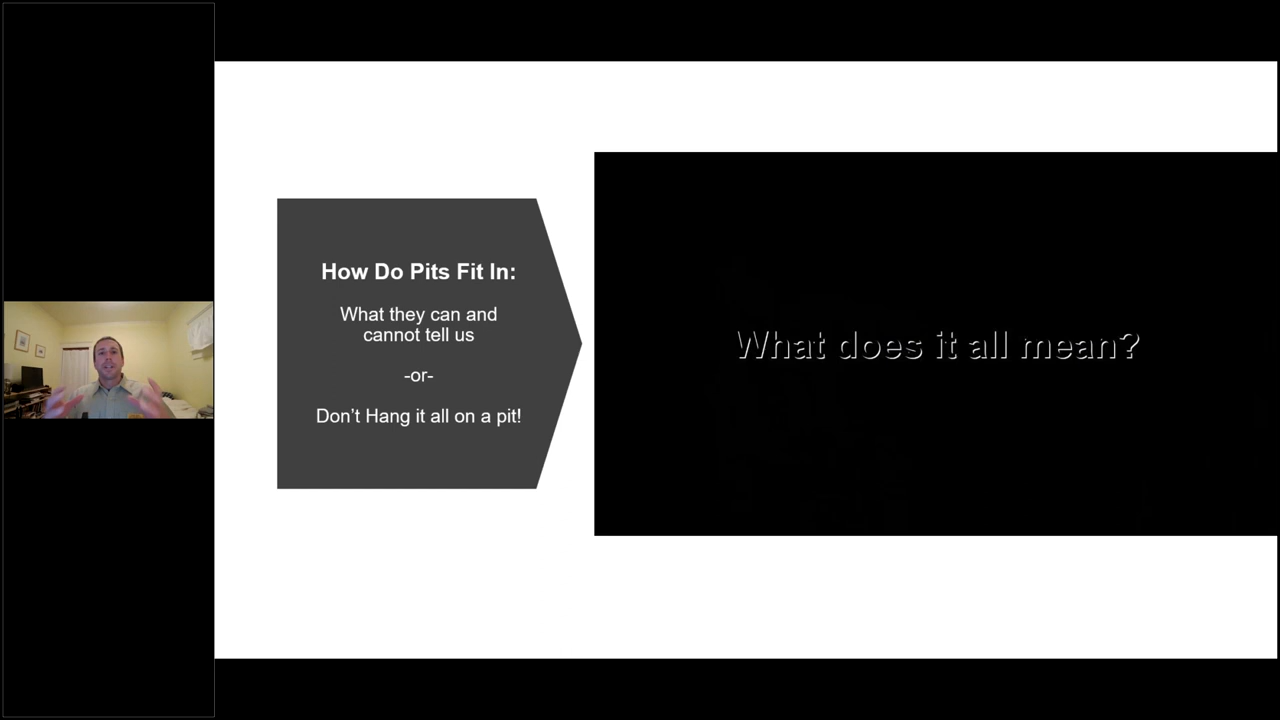 How Do Pits Fit In:
What they can and
cannot tell us
-or-
Don’t Hang it all on a pit!
What does it all mean?